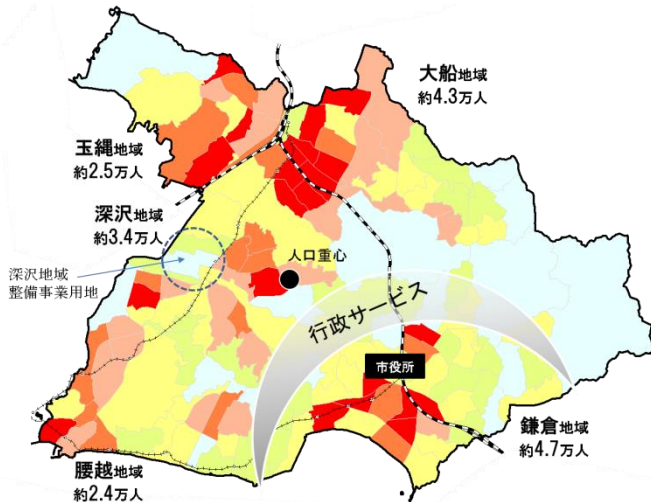 大船地域
約4.3万人
玉縄地域
約2.5万人
深沢地域
約3.4万人
深沢地域
整備事業用地
人口重心
行政サービス
市役所
鎌倉地域
約4.7万人
腰越地域
約2.4万人